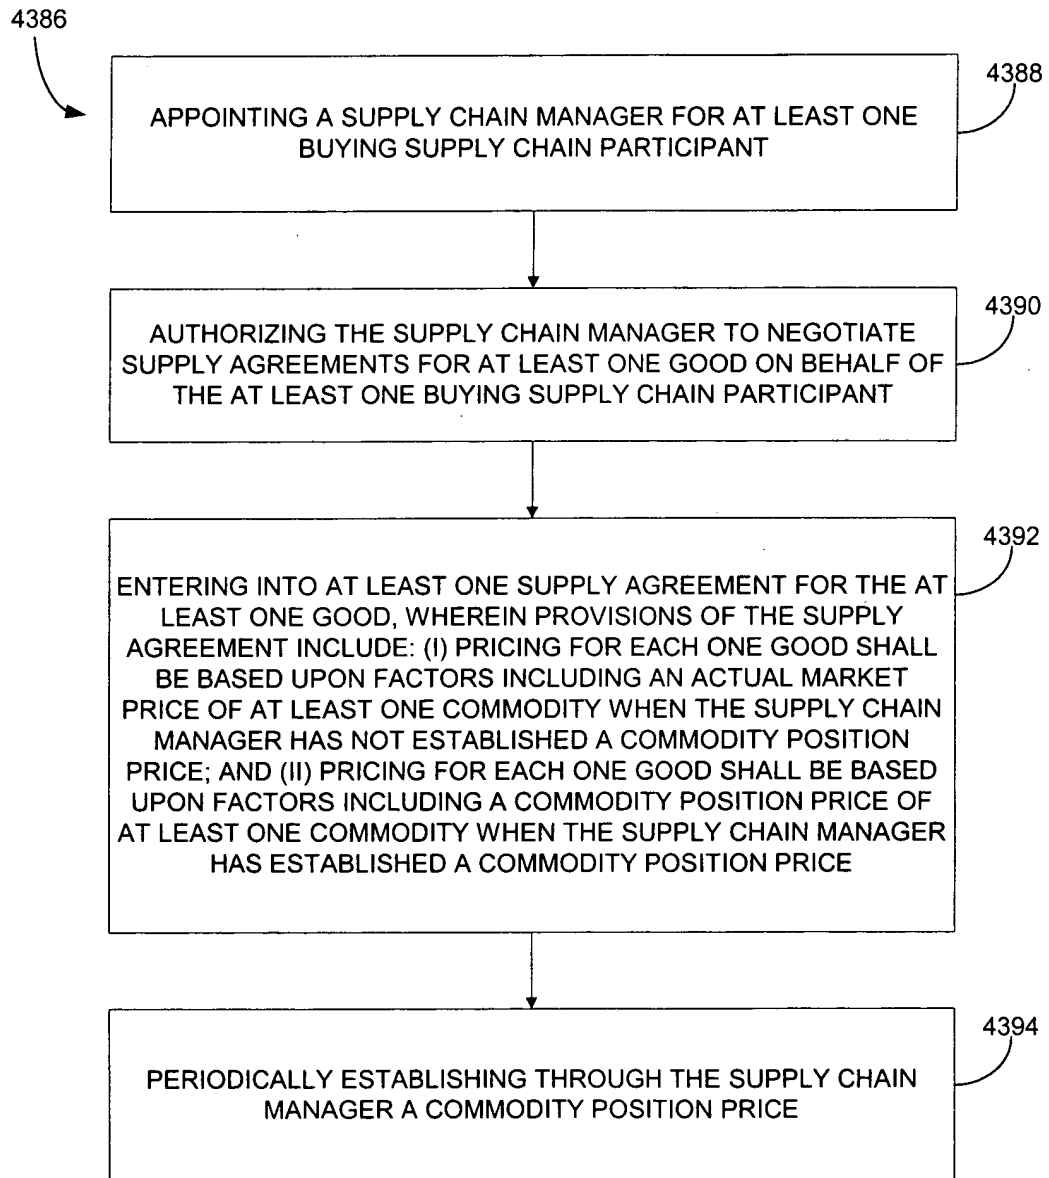 4386
4388
APPOINTING A SUPPLY CHAIN MANAGER FOR AT LEAST ONE
BUYING SUPPLY CHAIN PARTICIPANT
4390
AUTHORIZING THE SUPPLY CHAIN MANAGER TO NEGOTIATE
SUPPLY AGREEMENTS FOR AT LEAST ONE GOOD ON BEHALF OF
THE AT LEAST ONE BUYING SUPPLY CHAIN PARTICIPANT
4392
ENTERING INTO AT LEAST ONE SUPPLY AGREEMENT FOR THE AT
LEAST ONE GOOD, WHEREIN PROVISIONS OF THE SUPPLY
AGREEMENT INCLUDE: (I) PRICING FOR EACH ONE GOOD SHALL
BE BASED UPON FACTORS INCLUDING AN ACTUAL MARKET
PRICE OF AT LEAST ONE COMMODITY WHEN THE SUPPLY CHAIN
MANAGER HAS NOT ESTABLISHED A COMMODITY POSITION
PRICE; AND (II) PRICING FOR EACH ONE GOOD SHALL BE BASED
UPON FACTORS INCLUDING A COMMODITY POSITION PRICE OF
AT LEAST ONE COMMODITY WHEN THE SUPPLY CHAIN MANAGER
HAS ESTABLISHED A COMMODITY POSITION PRICE
4394
PERIODICALLY ESTABLISHING THROUGH THE SUPPLY CHAIN
MANAGER A COMMODITY POSITION PRICE